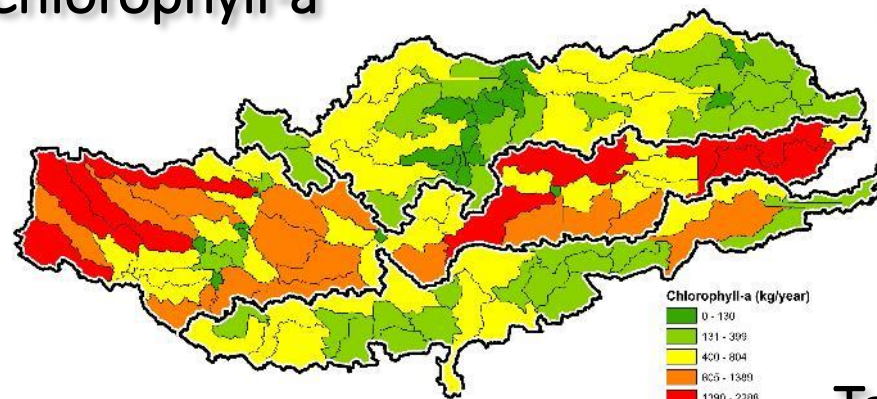 Chlorophyll-a
Chlorophyll-a (kg/year)
0 - 130
131 - 399
400 - 804
805 - 1389